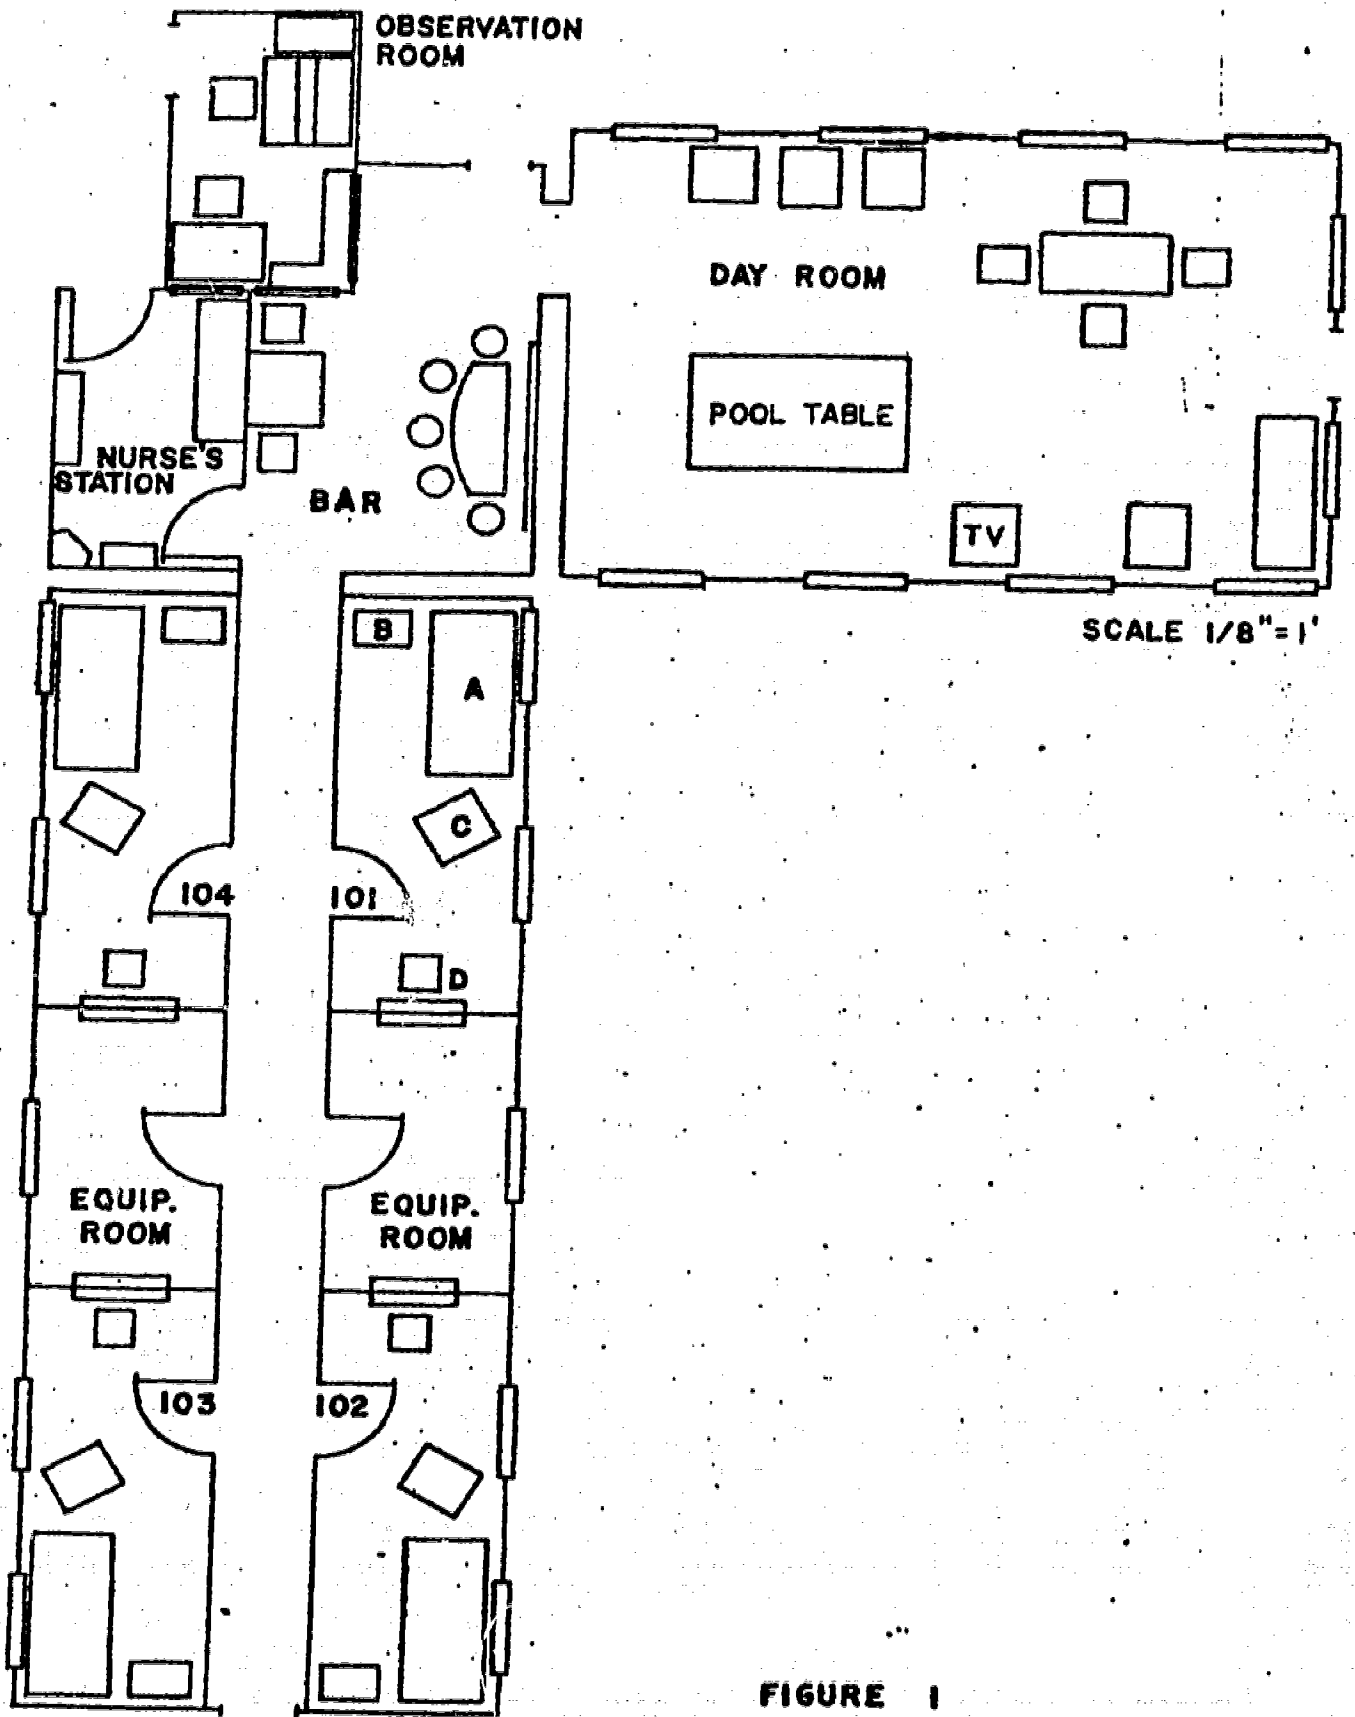 OBSERVATION
ROOM
DAY ROOM
POOL TABLE
NURSE'S
STATION
BAR
TV
SCALE 1/8"=1'
B
A
C
104
101
D
EQUIP.
ROOM
EQUIP.
ROOM
103
102
FIGURE 1